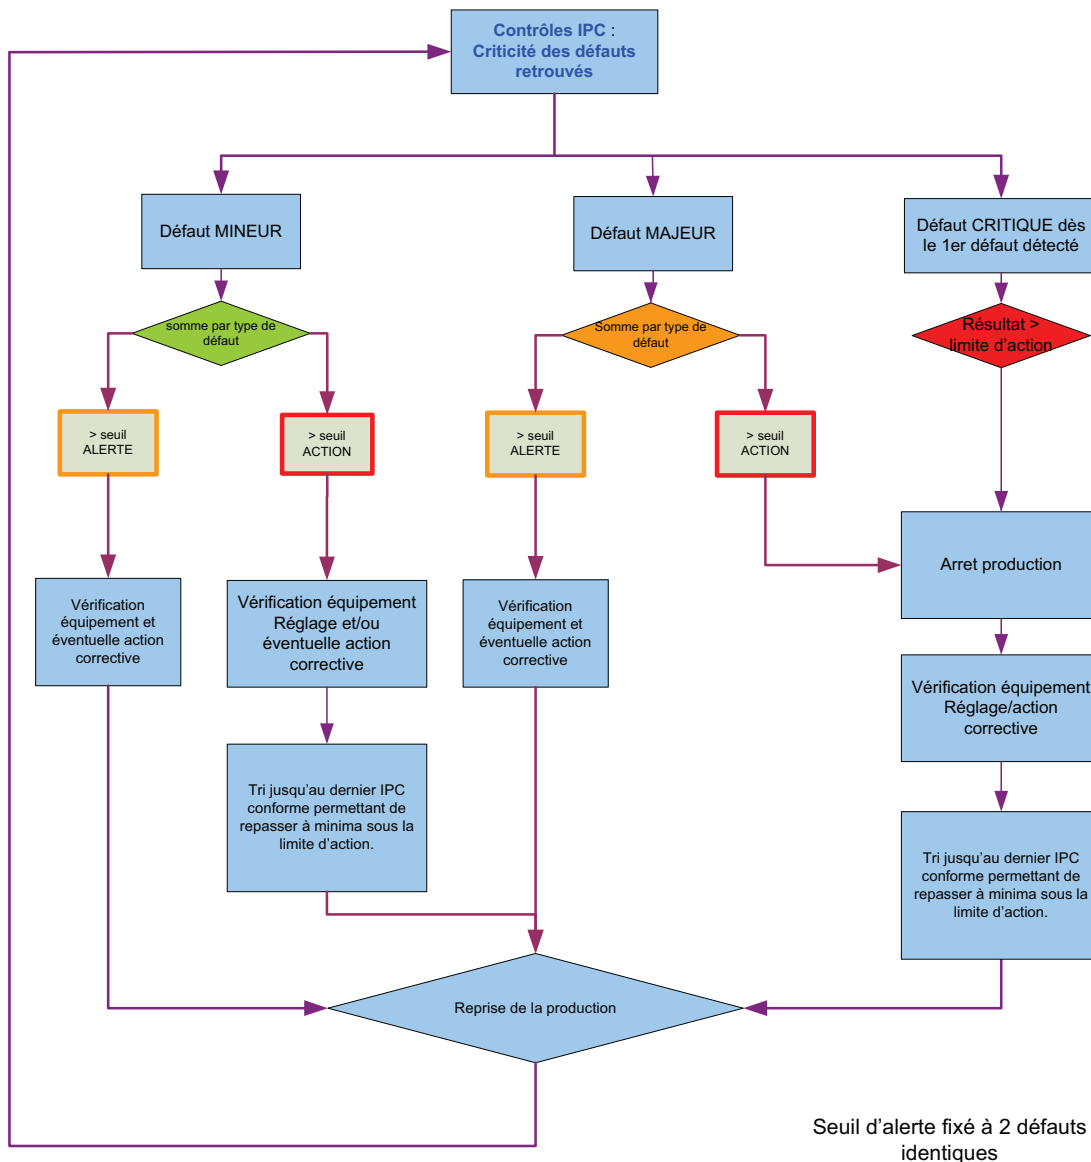 Contrôles IPC :
Criticité des défauts
retrouvés
Défaut MINEUR
Défaut MAJEUR
Défaut CRITIQUE dès
le 1er défaut détecté
somme par type de
défaut
Somme par type de
défaut
Résultat >
limite d'action
> seuil
ALERTE
> seuil
ACTION
> seuil
ALERTE
> seuil
ACTION
Arret production
Vérification
équipement et
éventuelle action
corrective
Vérification équipement
Réglage et/ou
éventuelle action
corrective
Vérification
équipement et
éventuelle action
corrective
Vérification équipement
Réglage/action
corrective
Tri jusqu'au dernier IPC
conforme permettant de
repasser à minima sous la
limite d'action.
Tri jusqu'au dernier IPC
conforme permettant de
repasser à minima sous la
limite d'action.
Reprise de la production
Seuil d'alerte fixé à 2 défauts
identiques